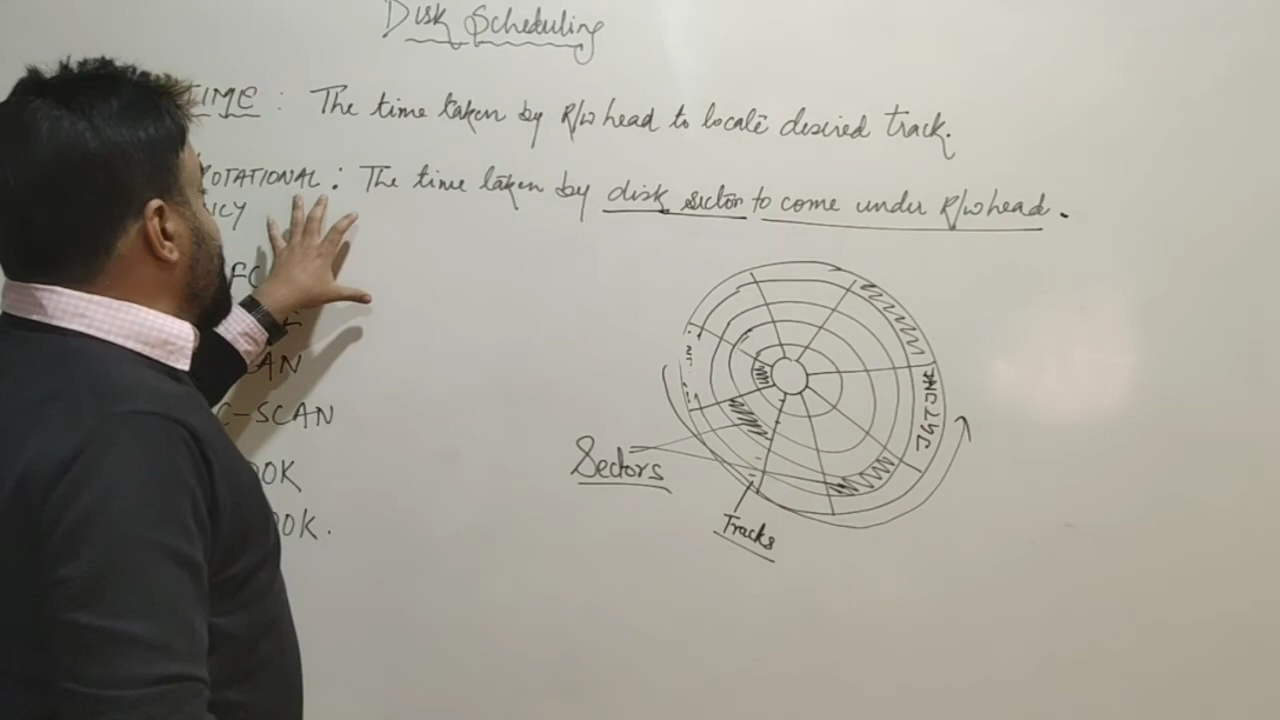 Disk Scheduling
TIME : The time taken by R/w head to locate desired track.
ROTATIONAL : The time taken by disk sector to come under R/w head.
NCY
FC
AN
C-SCAN
OOK
OOK.
Sectors
Tracks